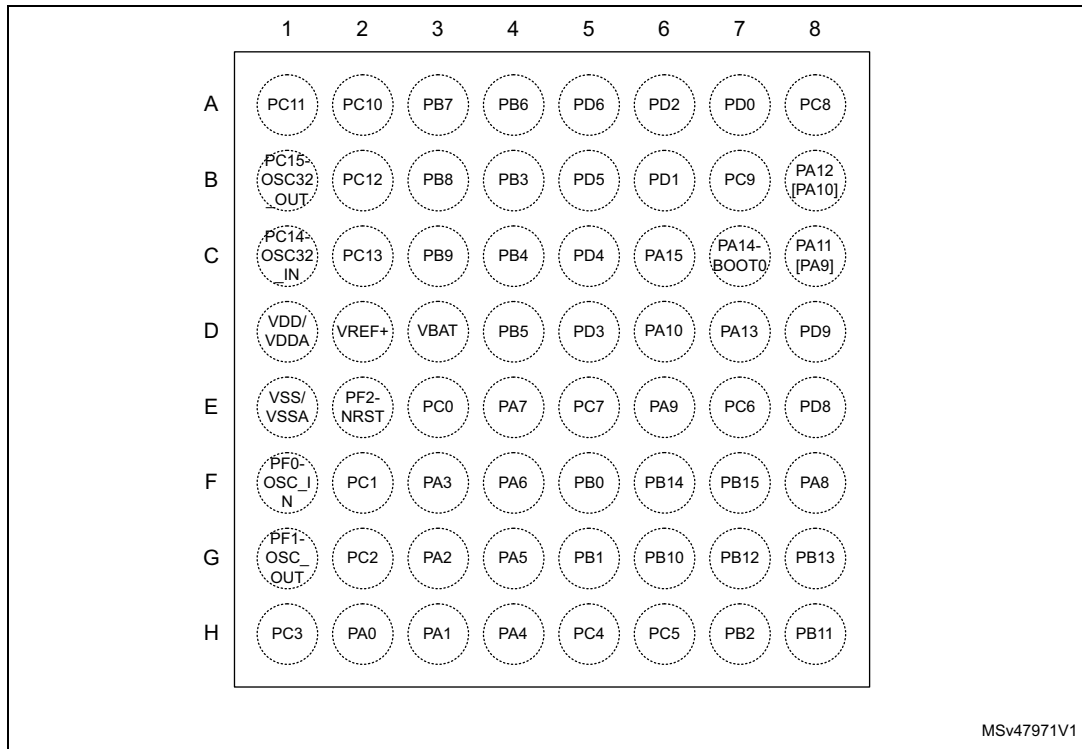 1 2 3 4 5 6 7 8
A PC11 PC10 PB7 PB6 PD6 PD2 PD0 PC8
B PC15-OSC32_OUT PC12 PB8 PB3 PD5 PD1 PC9 PA12 [PA10]
C PC14-OSC32_IN PC13 PB9 PB4 PD4 PA15 PA14-BOOT0 PA11 [PA9]
D VDD/VDDA VREF+ VBAT PB5 PD3 PA10 PA13 PD9
E VSS/VSSA PF2-NRST PC0 PA7 PC7 PA9 PC6 PD8
F PF0-OSC_IN PC1 PA3 PA6 PB0 PB14 PB15 PA8
G PF1-OSC_OUT PC2 PA2 PA5 PB1 PB10 PB12 PB13
H PC3 PA0 PA1 PA4 PC4 PC5 PB2 PB11
MSv47971V1